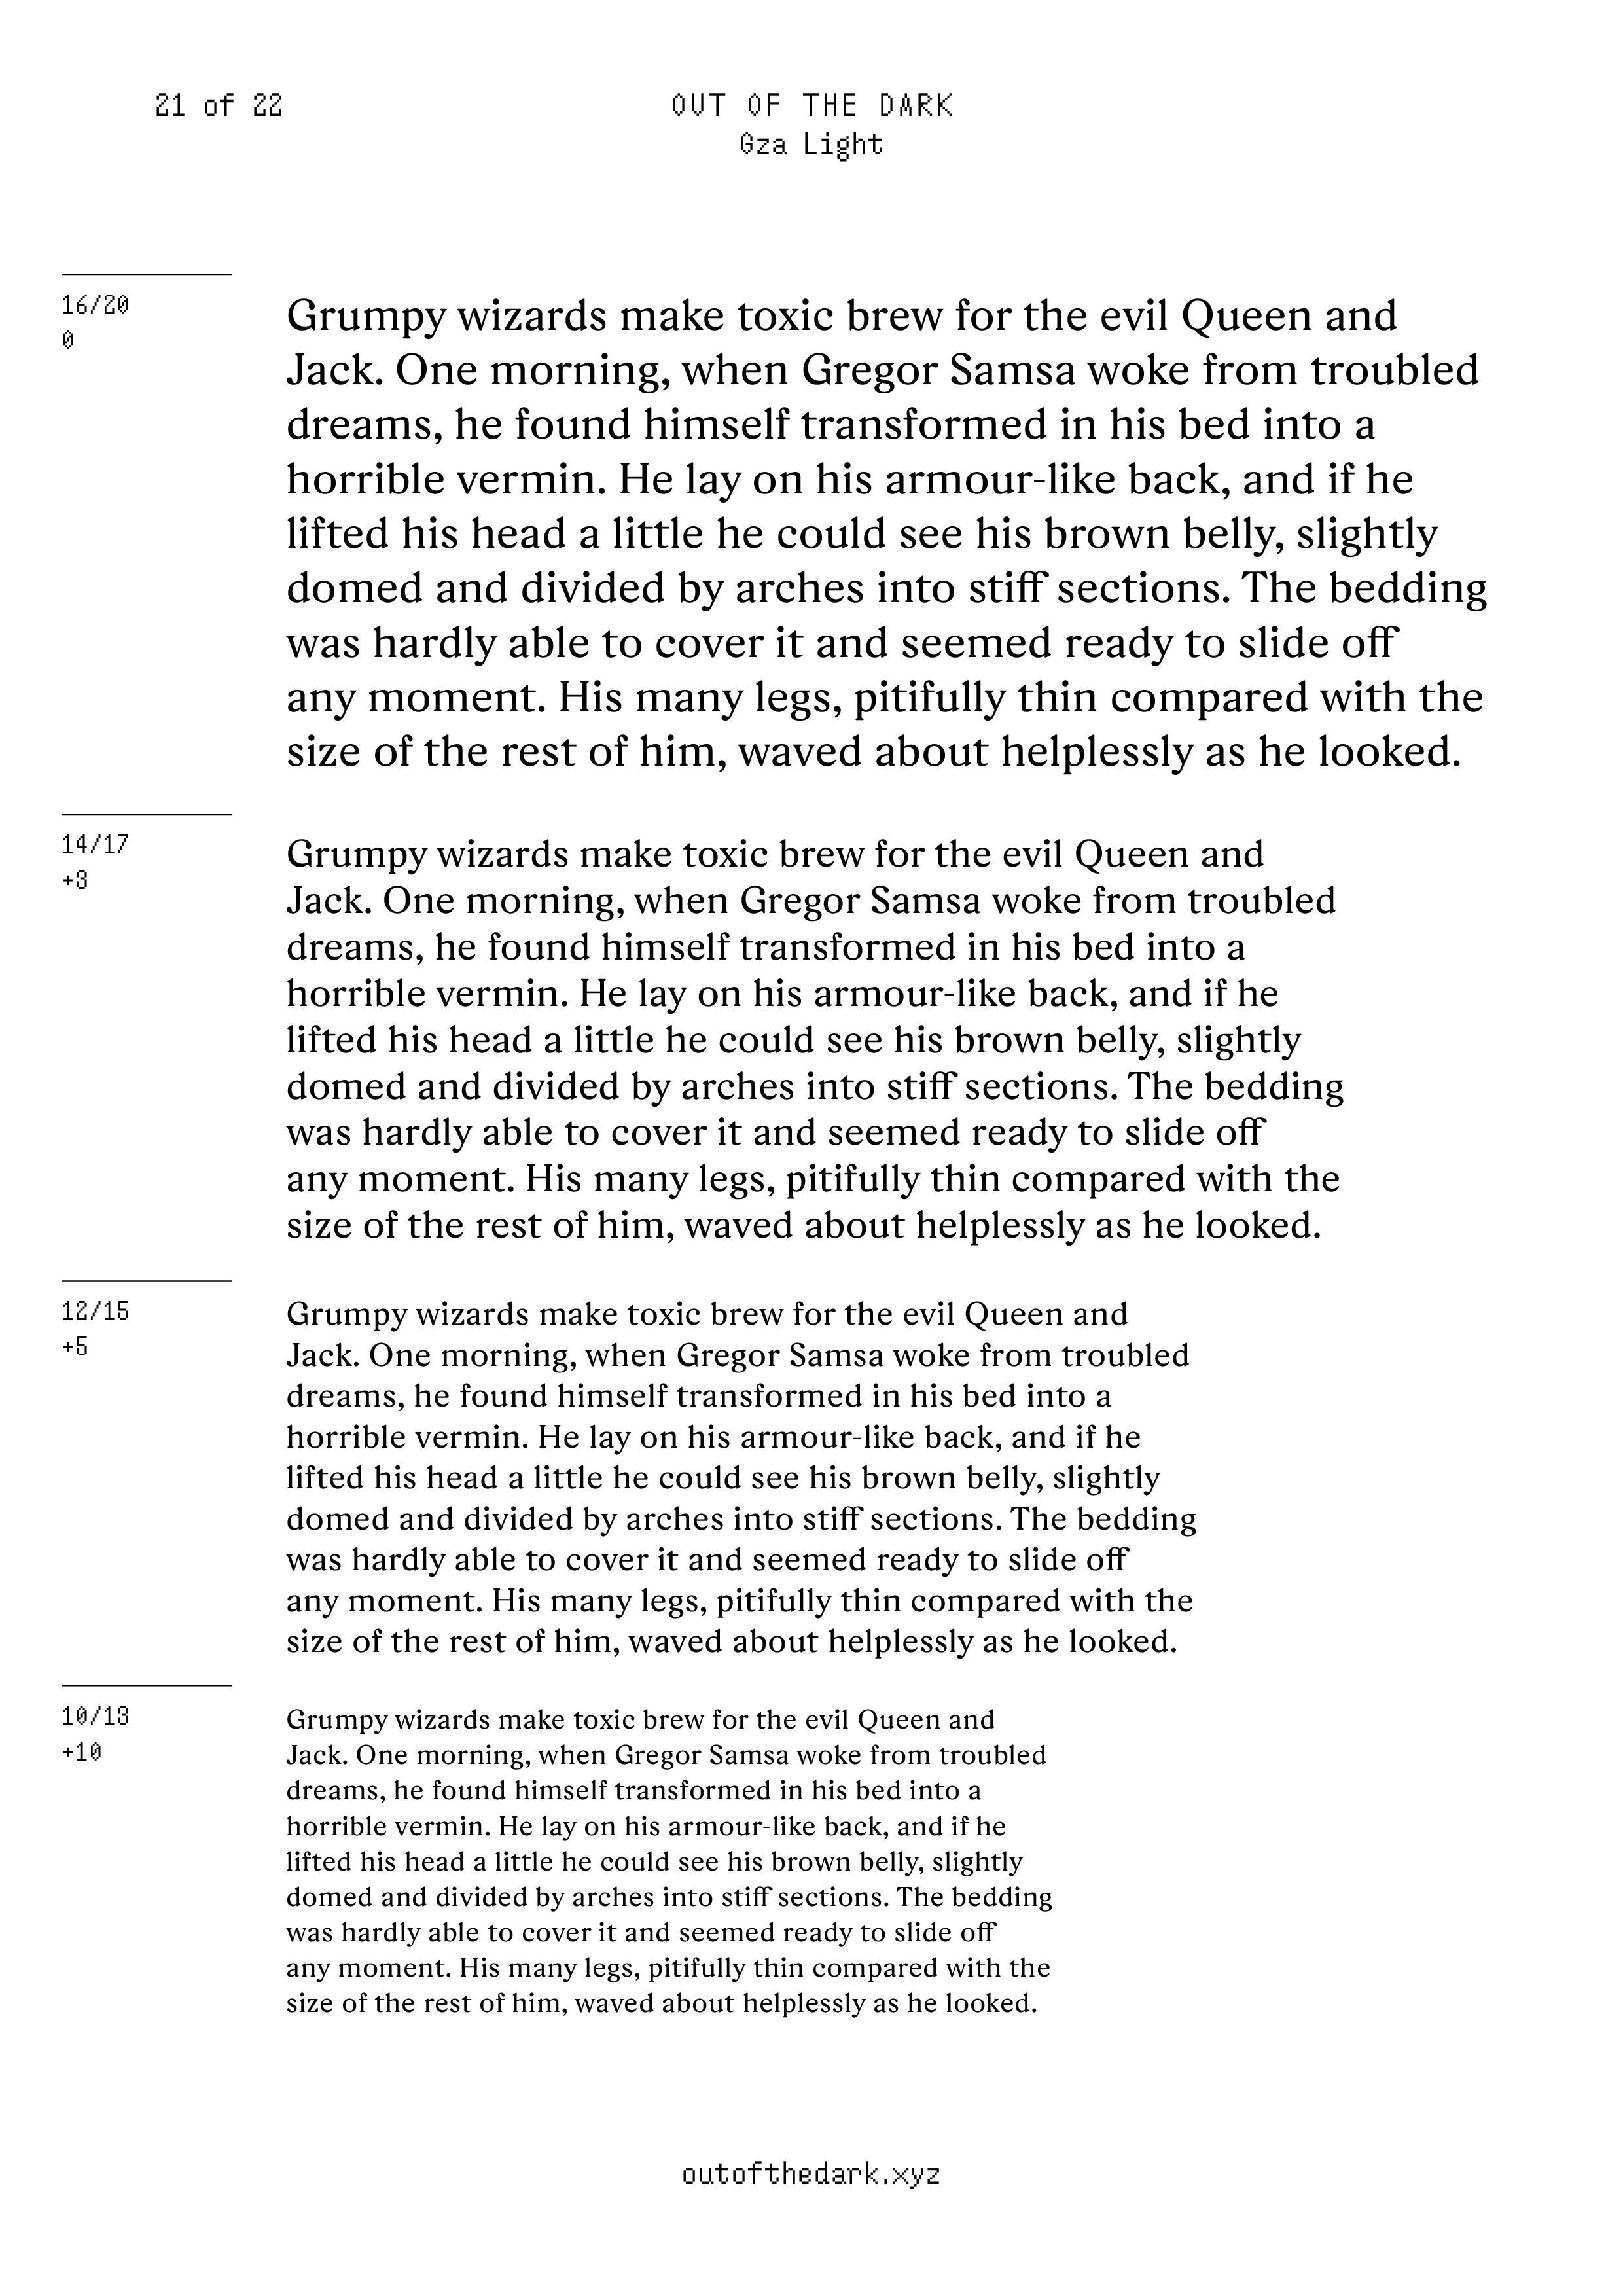 21 of 22
OUT OF THE DARK
Gza Light
16/20
0
Grumpy wizards make toxic brew for the evil Queen and
Jack. One morning, when Gregor Samsa woke from troubled
dreams, he found himself transformed in his bed into a
horrible vermin. He lay on his armour-like back, and if he
lifted his head a little he could see his brown belly, slightly
domed and divided by arches into stiff sections. The bedding
was hardly able to cover it and seemed ready to slide off
any moment. His many legs, pitifully thin compared with the
size of the rest of him, waved about helplessly as he looked.
14/17
+3
Grumpy wizards make toxic brew for the evil Queen and
Jack. One morning, when Gregor Samsa woke from troubled
dreams, he found himself transformed in his bed into a
horrible vermin. He lay on his armour-like back, and if he
lifted his head a little he could see his brown belly, slightly
domed and divided by arches into stiff sections. The bedding
was hardly able to cover it and seemed ready to slide off
any moment. His many legs, pitifully thin compared with the
size of the rest of him, waved about helplessly as he looked.
12/15
+5
Grumpy wizards make toxic brew for the evil Queen and
Jack. One morning, when Gregor Samsa woke from troubled
dreams, he found himself transformed in his bed into a
horrible vermin. He lay on his armour-like back, and if he
lifted his head a little he could see his brown belly, slightly
domed and divided by arches into stiff sections. The bedding
was hardly able to cover it and seemed ready to slide off
any moment. His many legs, pitifully thin compared with the
size of the rest of him, waved about helplessly as he looked.
10/13
+10
Grumpy wizards make toxic brew for the evil Queen and
Jack. One morning, when Gregor Samsa woke from troubled
dreams, he found himself transformed in his bed into a
horrible vermin. He lay on his armour-like back, and if he
lifted his head a little he could see his brown belly, slightly
domed and divided by arches into stiff sections. The bedding
was hardly able to cover it and seemed ready to slide off
any moment. His many legs, pitifully thin compared with the
size of the rest of him, waved about helplessly as he looked.
outofthedark.xyz